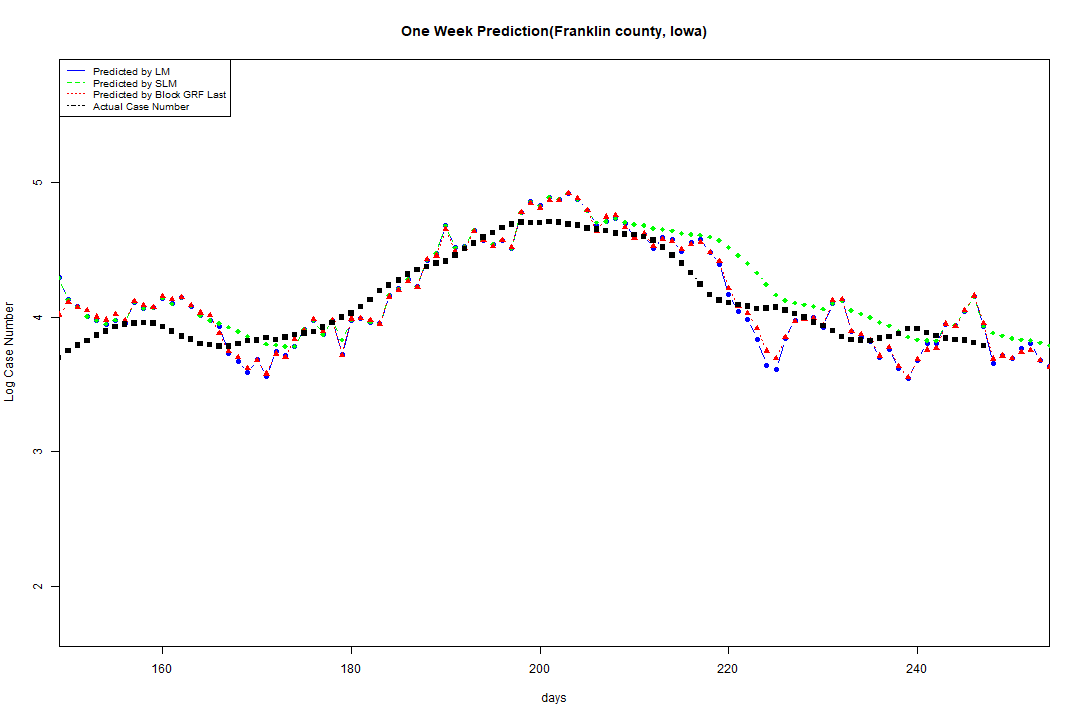 One Week Prediction(Franklin county, Iowa)
Predicted by LM
Predicted by SLM
Predicted by Block GRF Last
Actual Case Number
5
4
3
2
Log Case Number
160 180 200 220 240
days